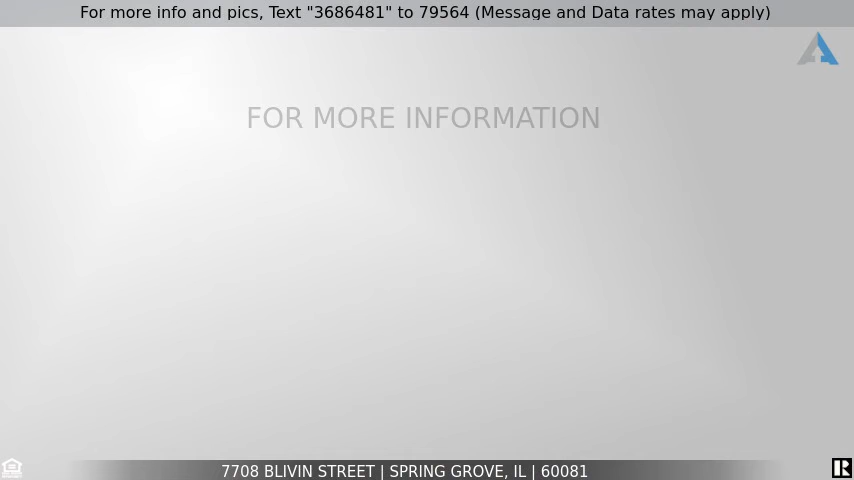 For more info and pics, Text "3686481" to 79564 (Message and Data rates may apply)
FOR MORE INFORMATION
7708 BLIVIN STREET | SPRING GROVE, IL | 60081